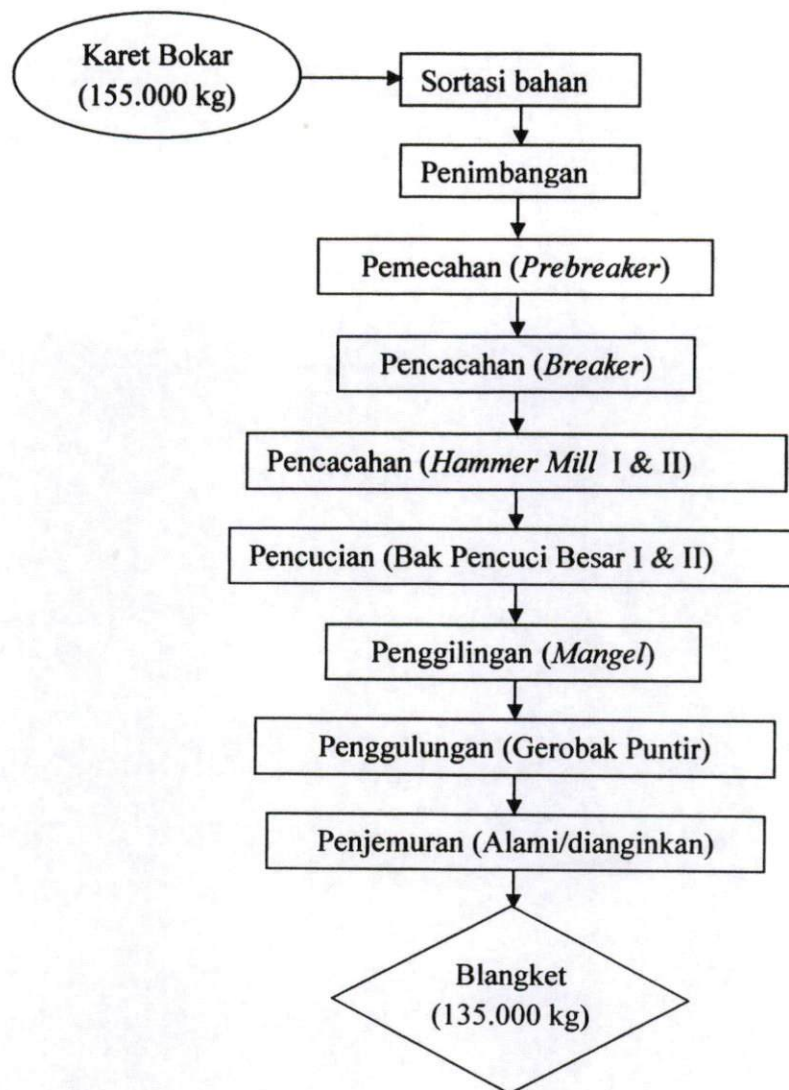 Karet Bokar
(155.000 kg)
Sortasi bahan
Penimbangan
Pemecahan (Prebreaker)
Pencacahan (Breaker)
Pencacahan (Hammer Mill I & II)
Pencucian (Bak Pencuci Besar I & II)
Penggilingan (Mangel)
Penggulungan (Gerobak Puntir)
Penjemuran (Alami/dianginkan)
Blangket
(135.000 kg)